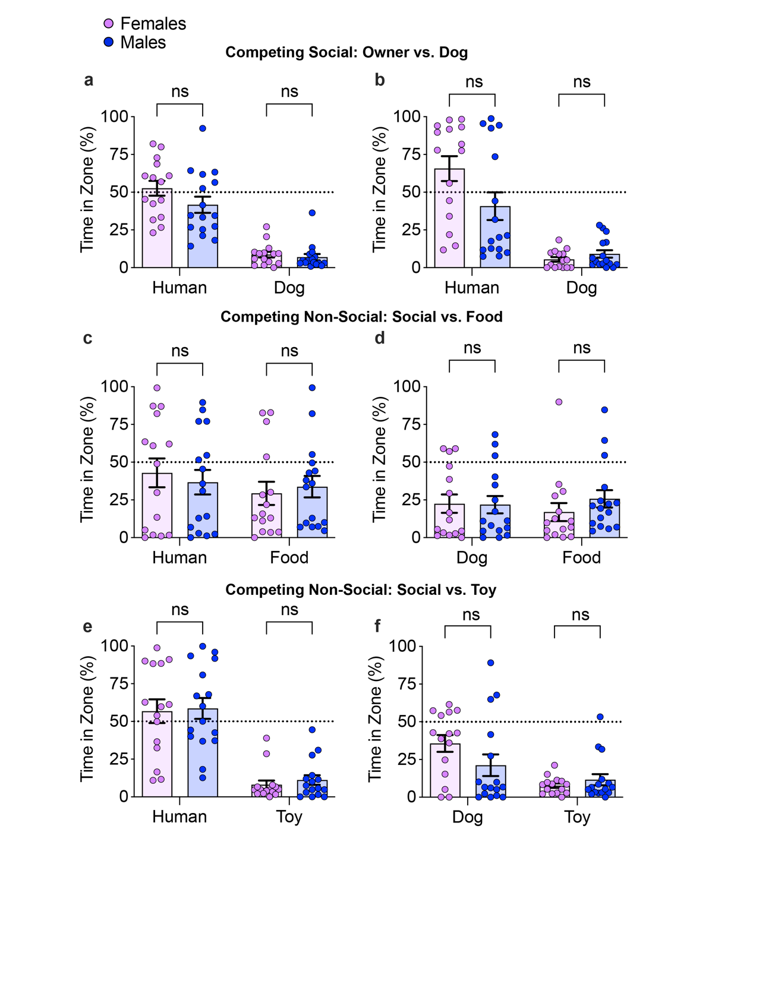 Females
Males
Competing Social: Owner vs. Dog
a
ns
ns
100
75
50
25
0
Time in Zone (%)
Human
Dog
b
ns
ns
100
75
50
25
0
Time in Zone (%)
Human
Dog
Competing Non-Social: Social vs. Food
c
ns
ns
100
75
50
25
0
Time in Zone (%)
Human
Food
d
ns
ns
100
75
50
25
0
Time in Zone (%)
Dog
Food
Competing Non-Social: Social vs. Toy
e
ns
ns
100
75
50
25
0
Time in Zone (%)
Human
Toy
f
ns
ns
100
75
50
25
0
Time in Zone (%)
Dog
Toy